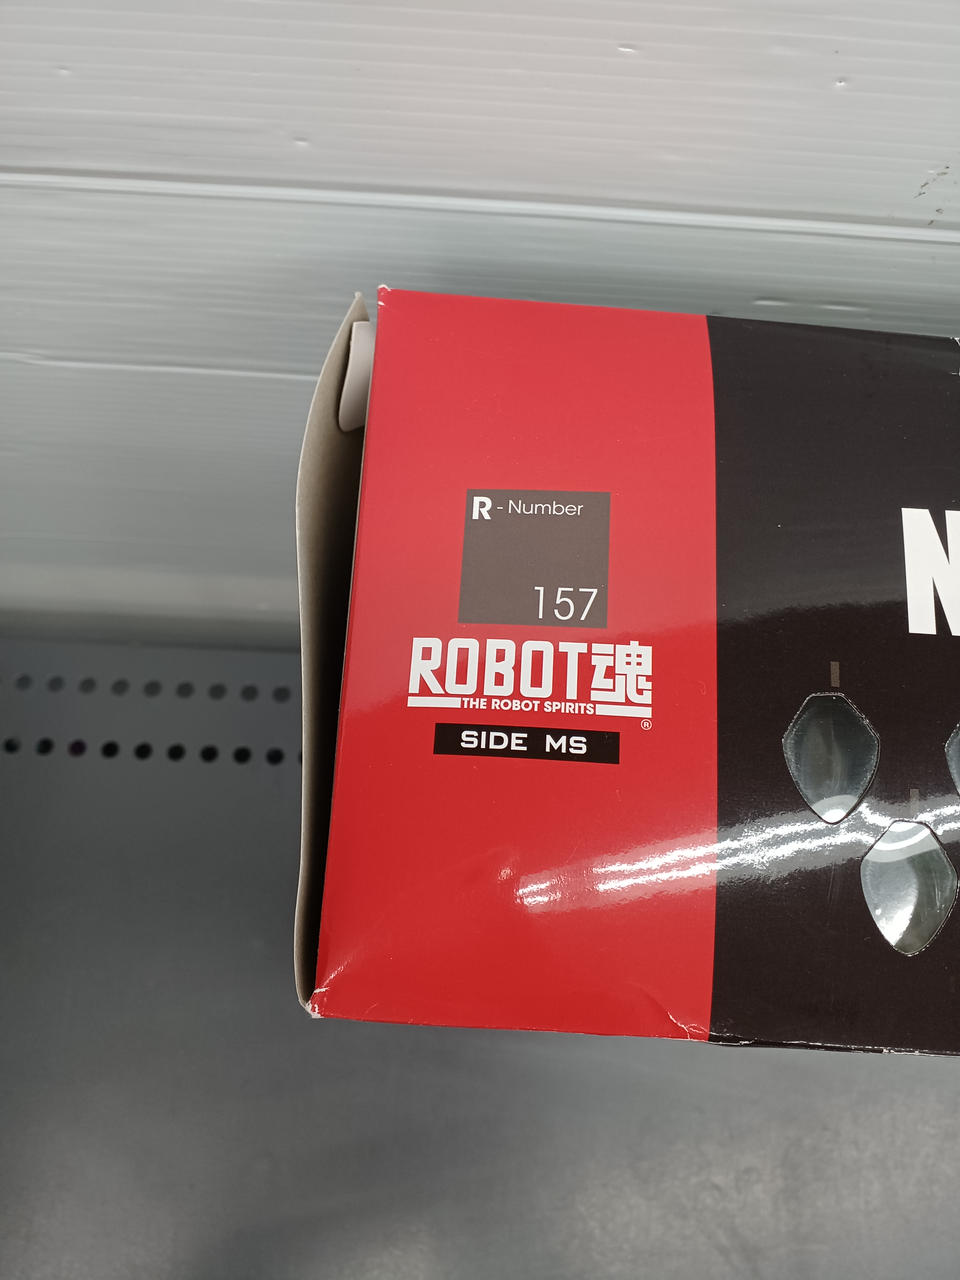 R - Number
157
ROBOT魂
THE ROBOT SPIRITS
®
SIDE MS
N